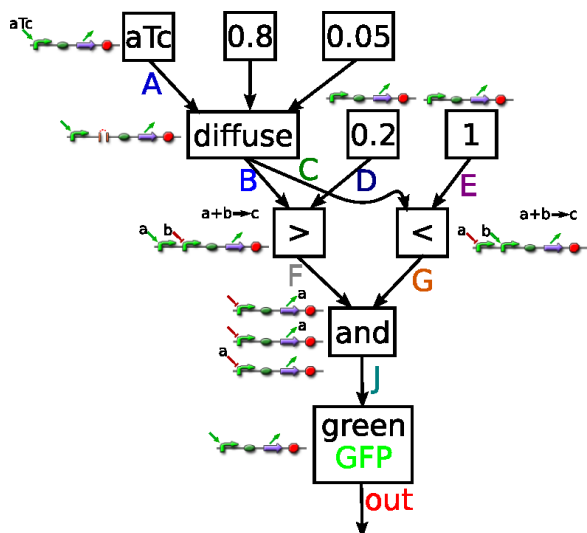 aTc
aTc
0.8
0.05
A
diffuse
0.2
1
B
C
D
E
a+b→c
a+b→c
a
b
>
<
a
b
F
G
a
a
a
and
J
green
GFP
out